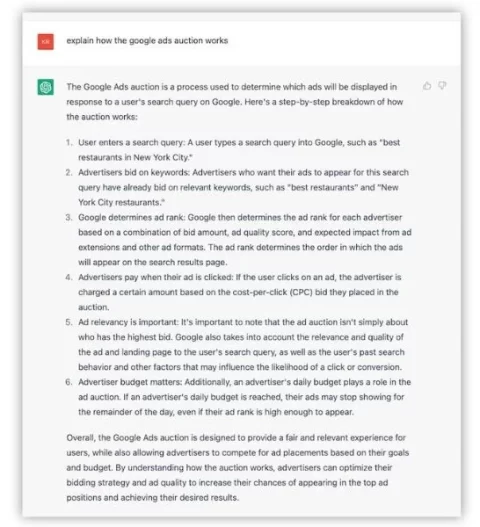 KR
explain how the google ads auction works
The Google Ads auction is a process used to determine which ads will be displayed in
response to a user's search query on Google. Here's a step-by-step breakdown of how
the auction works:
1. User enters a search query: A user types a search query into Google, such as "best
restaurants in New York City."
2. Advertisers bid on keywords: Advertisers who want their ads to appear for this search
query have already bid on relevant keywords, such as "best restaurants" and "New
York City restaurants."
3. Google determines ad rank: Google then determines the ad rank for each advertiser
based on a combination of bid amount, ad quality score, and expected impact from ad
extensions and other ad formats. The ad rank determines the order in which the ads
will appear on the search results page.
4. Advertisers pay when their ad is clicked: If the user clicks on an ad, the advertiser is
charged a certain amount based on the cost-per-click (CPC) bid they placed in the
auction.
5. Ad relevancy is important: It's important to note that the ad auction isn't simply about
who has the highest bid. Google also takes into account the relevance and quality of
the ad and landing page to the user's search query, as well as the user's past search
behavior and other factors that may influence the likelihood of a click or conversion.
6. Advertiser budget matters: Additionally, an advertiser's daily budget plays a role in the
ad auction. If an advertiser's daily budget is reached, their ads may stop showing for
the remainder of the day, even if their ad rank is high enough to appear.
Overall, the Google Ads auction is designed to provide a fair and relevant experience for
users, while also allowing advertisers to compete for ad placements based on their goals
and budget. By understanding how the auction works, advertisers can optimize their
bidding strategy and ad quality to increase their chances of appearing in the top ad
positions and achieving their desired results.